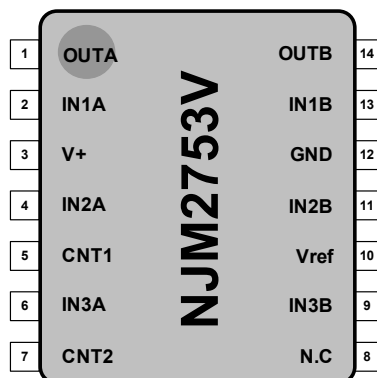 1 OUTA OUTB 14
2 IN1A IN1B 13
3 V+ GND 12
4 IN2A IN2B 11
5 CNT1 Vref 10
6 IN3A IN3B 9
7 CNT2 N.C 8
NJM2753V